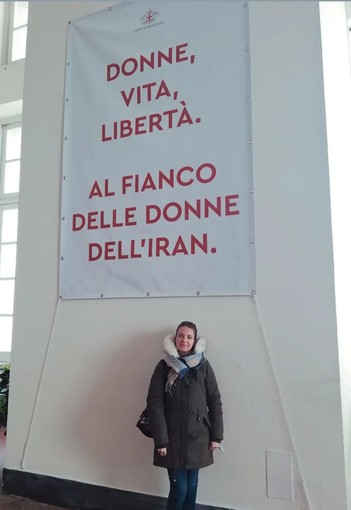 DONNE,
VITA,
LIBERTÀ.
AL FIANCO
DELLE DONNE
DELL'IRAN.